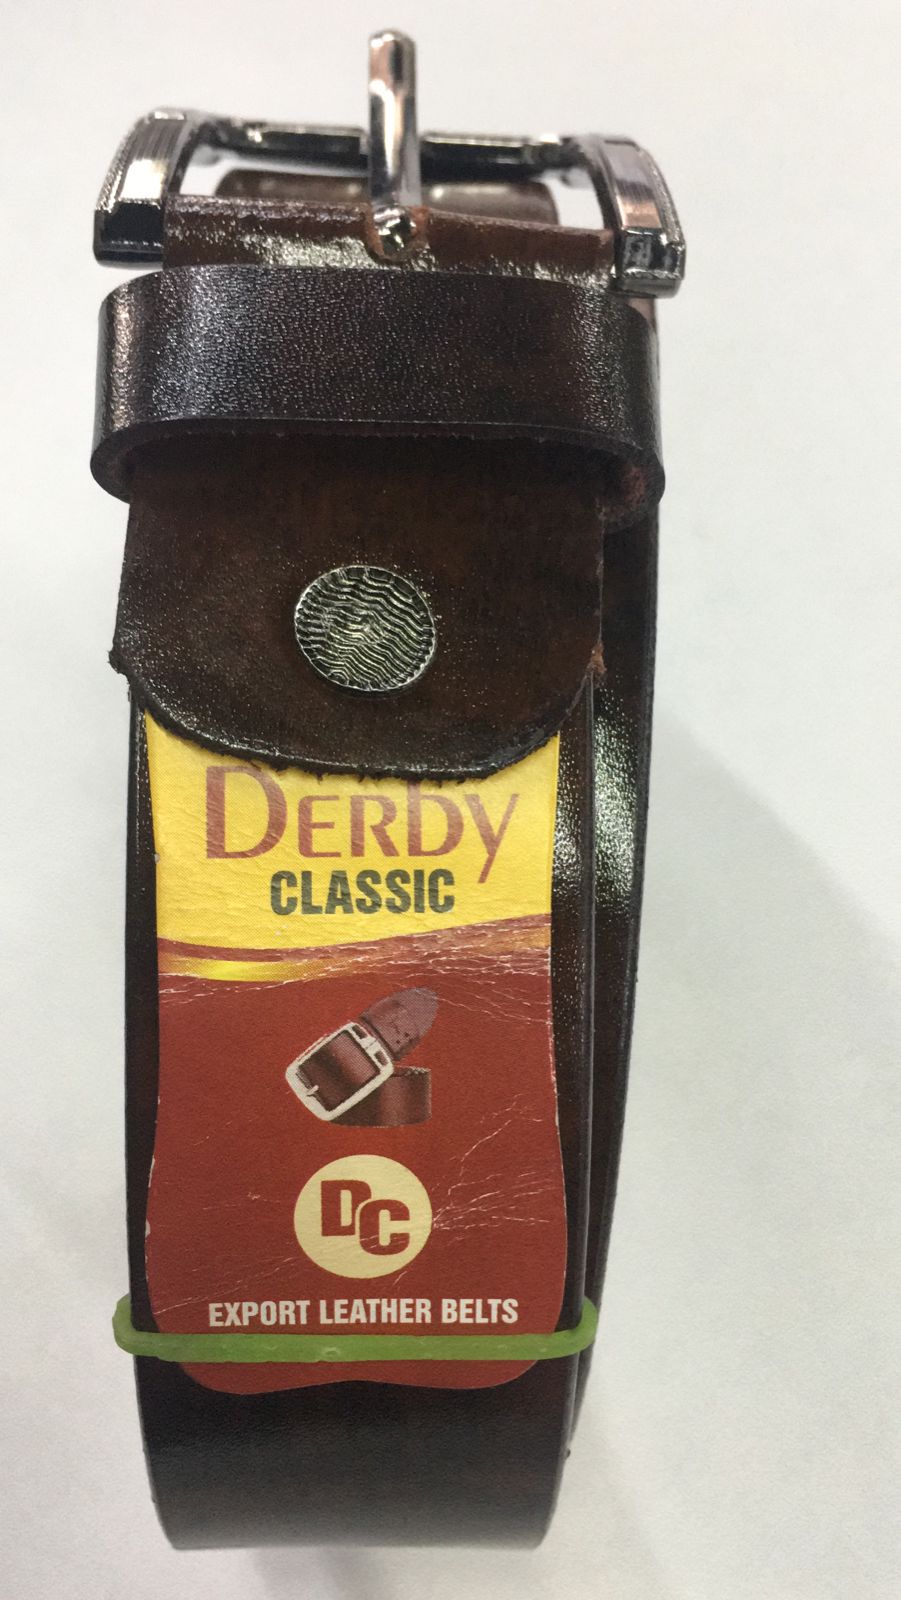 Derby
CLASSIC
DC
EXPORT LEATHER BELTS